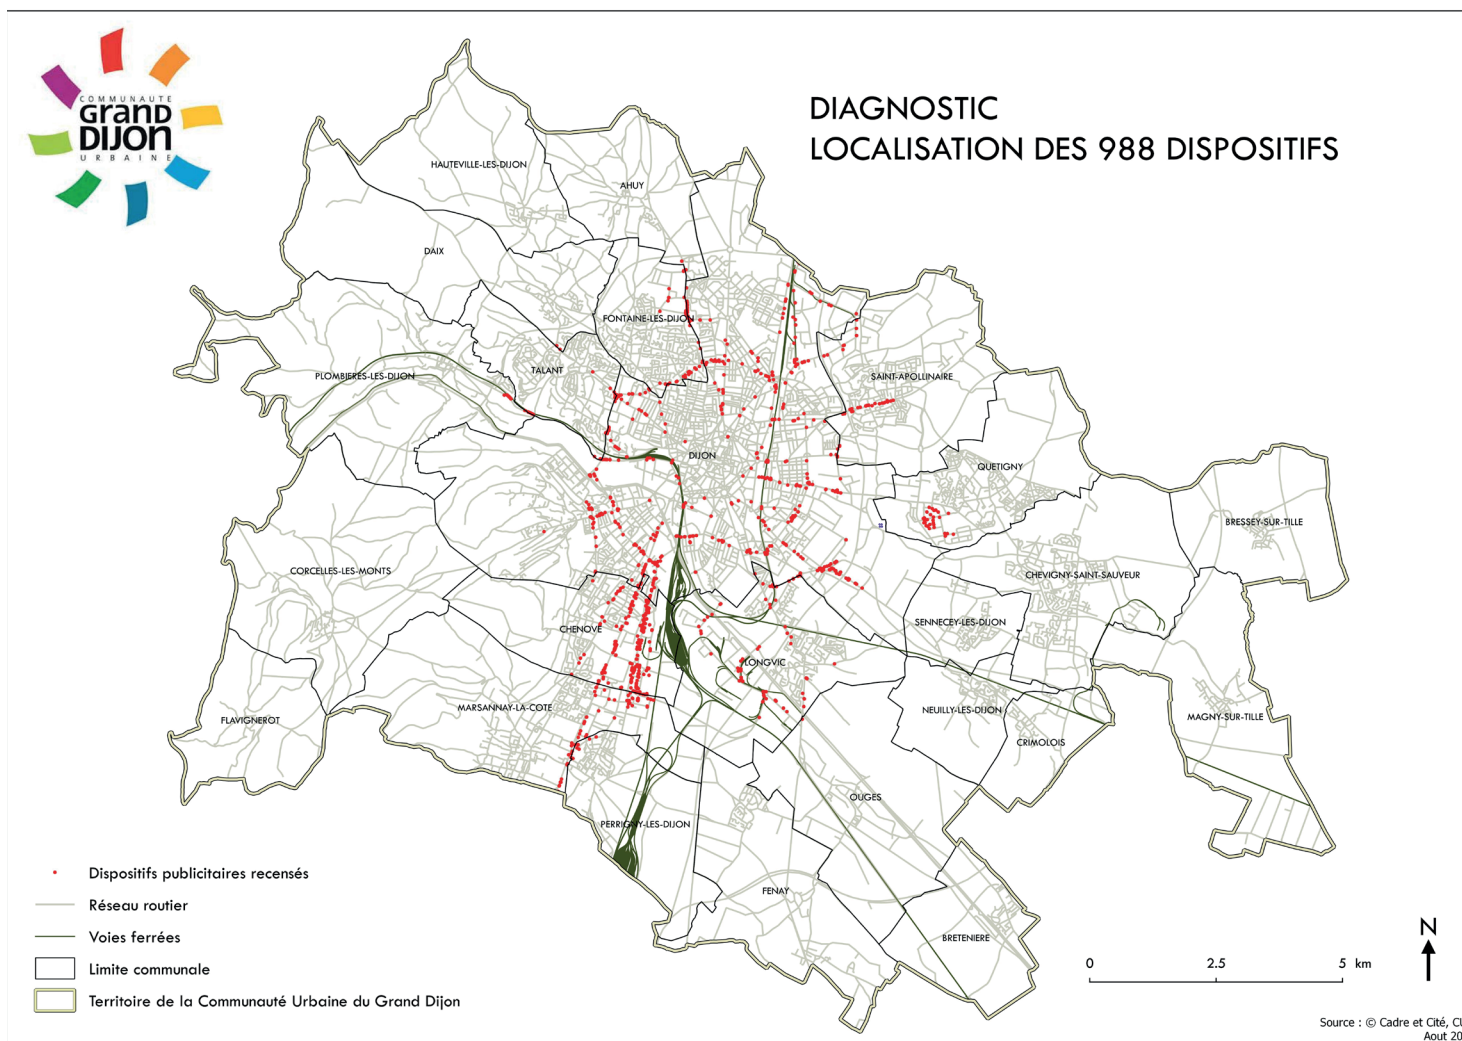 COMMUNAUTE
GRAND
DIJON
URBAINE
DIAGNOSTIC
LOCALISATION DES 988 DISPOSITIFS
HAUTEVILLE-LES-DIJON
AHUY
DAIX
FONTAINE-LES-DIJON
TALANT
PLOMBIERES-LES-DIJON
SAINT-APOLLINAIRE
DIJON
QUETIGNY
BRESSEY-SUR-TILLE
CORCELLES-LES-MONTS
CHEVIGNY-SAINT-SAUVEUR
CHENOVE
SENNECEY-LES-DIJON
LONGVIC
FLAVIGNEROT
MARSANNAY-LA-COTE
NEUILLY-LES-DIJON
MAGNY-SUR-TILLE
CRIMOLOIS
OUGES
PERRIGNY-LES-DIJON
FENAY
BRETENIERE
Dispositifs publicitaires recensés
Réseau routier
Voies ferrées
Limite communale
Territoire de la Communauté Urbaine du Grand Dijon
N
0 2.5 5 km
Source : © Cadre et Cité, CU
Aout 20